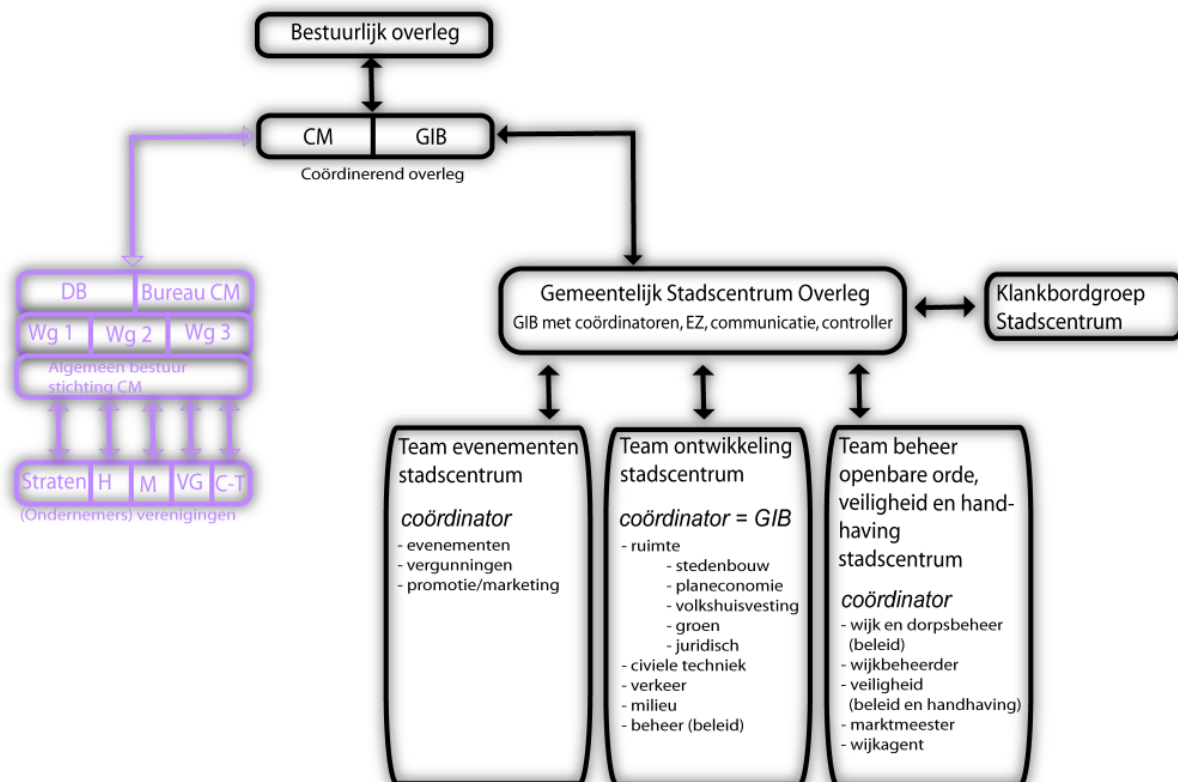 Bestuurlijk overleg
CM GIB
Coördinerend overleg
DB Bureau CM
Wg 1 Wg 2 Wg 3
Algemeen bestuur
stichting CM
Straten H M VG C-T
(Ondernemers) verenigingen
Gemeentelijk Stadscentrum Overleg
GIB met coördinatoren, EZ, communicatie, controller
Klankbordgroep
Stadscentrum
Team evenementen
stadscentrum
coördinator
- evenementen
- vergunningen
- promotie/marketing
Team ontwikkeling
stadscentrum
coördinator = GIB
- ruimte
- stedenbouw
- planeconomie
- volkshuisvesting
- groen
- juridisch
- civiele techniek
- verkeer
- milieu
- beheer (beleid)
Team beheer
openbare orde,
veiligheid en hand-
having
stadscentrum
coördinator
- wijk en dorpsbeheer
(beleid)
- wijkbeheerder
- veiligheid
(beleid en handhaving)
- marktmeester
- wijkagent